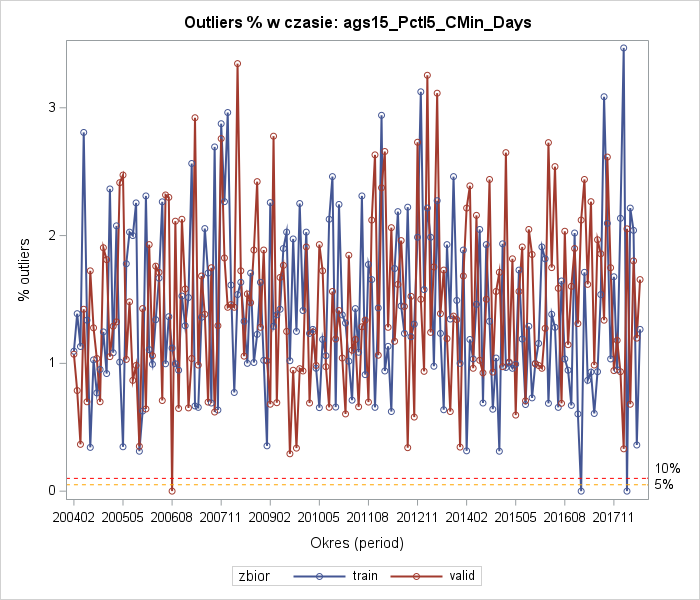 Outliers % w czasie: ags15_Pctl5_CMin_Days
% outliers
3
2
1
0
10%
5%
200402 200405 200608 200711 200902 201005 201108 201211 201402 201505 201608 201711
Okres (period)
zbior train valid